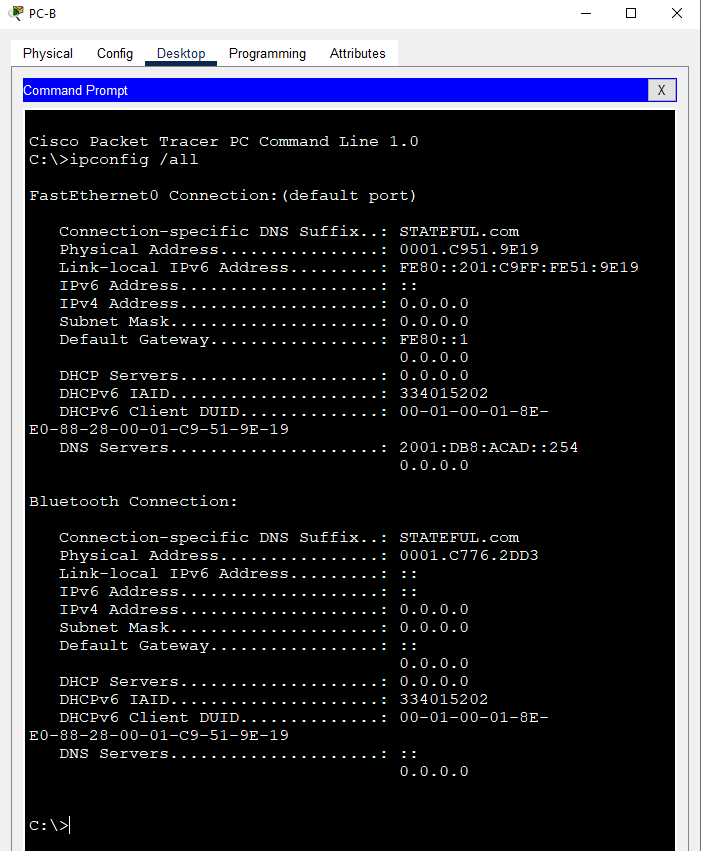 PC-B
Physical Config Desktop Programming Attributes
Command Prompt X
Cisco Packet Tracer PC Command Line 1.0
C:\>ipconfig /all
FastEthernet0 Connection:(default port)
Connection-specific DNS Suffix..: STATEFUL.com
Physical Address................: 0001.C951.9E19
Link-local IPv6 Address.........: FE80::201:C9FF:FE51:9E19
IPv6 Address....................: ::
IPv4 Address....................: 0.0.0.0
Subnet Mask.....................: 0.0.0.0
Default Gateway.................: FE80::1
0.0.0.0
DHCP Servers....................: 0.0.0.0
DHCPv6 IAID.....................: 334015202
DHCPv6 Client DUID..............: 00-01-00-01-8E-
E0-88-28-00-01-C9-51-9E-19
DNS Servers.....................: 2001:DB8:ACAD::254
0.0.0.0
Bluetooth Connection:
Connection-specific DNS Suffix..: STATEFUL.com
Physical Address................: 0001.C776.2DD3
Link-local IPv6 Address.........: ::
IPv6 Address....................: ::
IPv4 Address....................: 0.0.0.0
Subnet Mask.....................: 0.0.0.0
Default Gateway.................: ::
0.0.0.0
DHCP Servers....................: 0.0.0.0
DHCPv6 IAID.....................: 334015202
DHCPv6 Client DUID..............: 00-01-00-01-8E-
E0-88-28-00-01-C9-51-9E-19
DNS Servers.....................: ::
0.0.0.0
C:\>